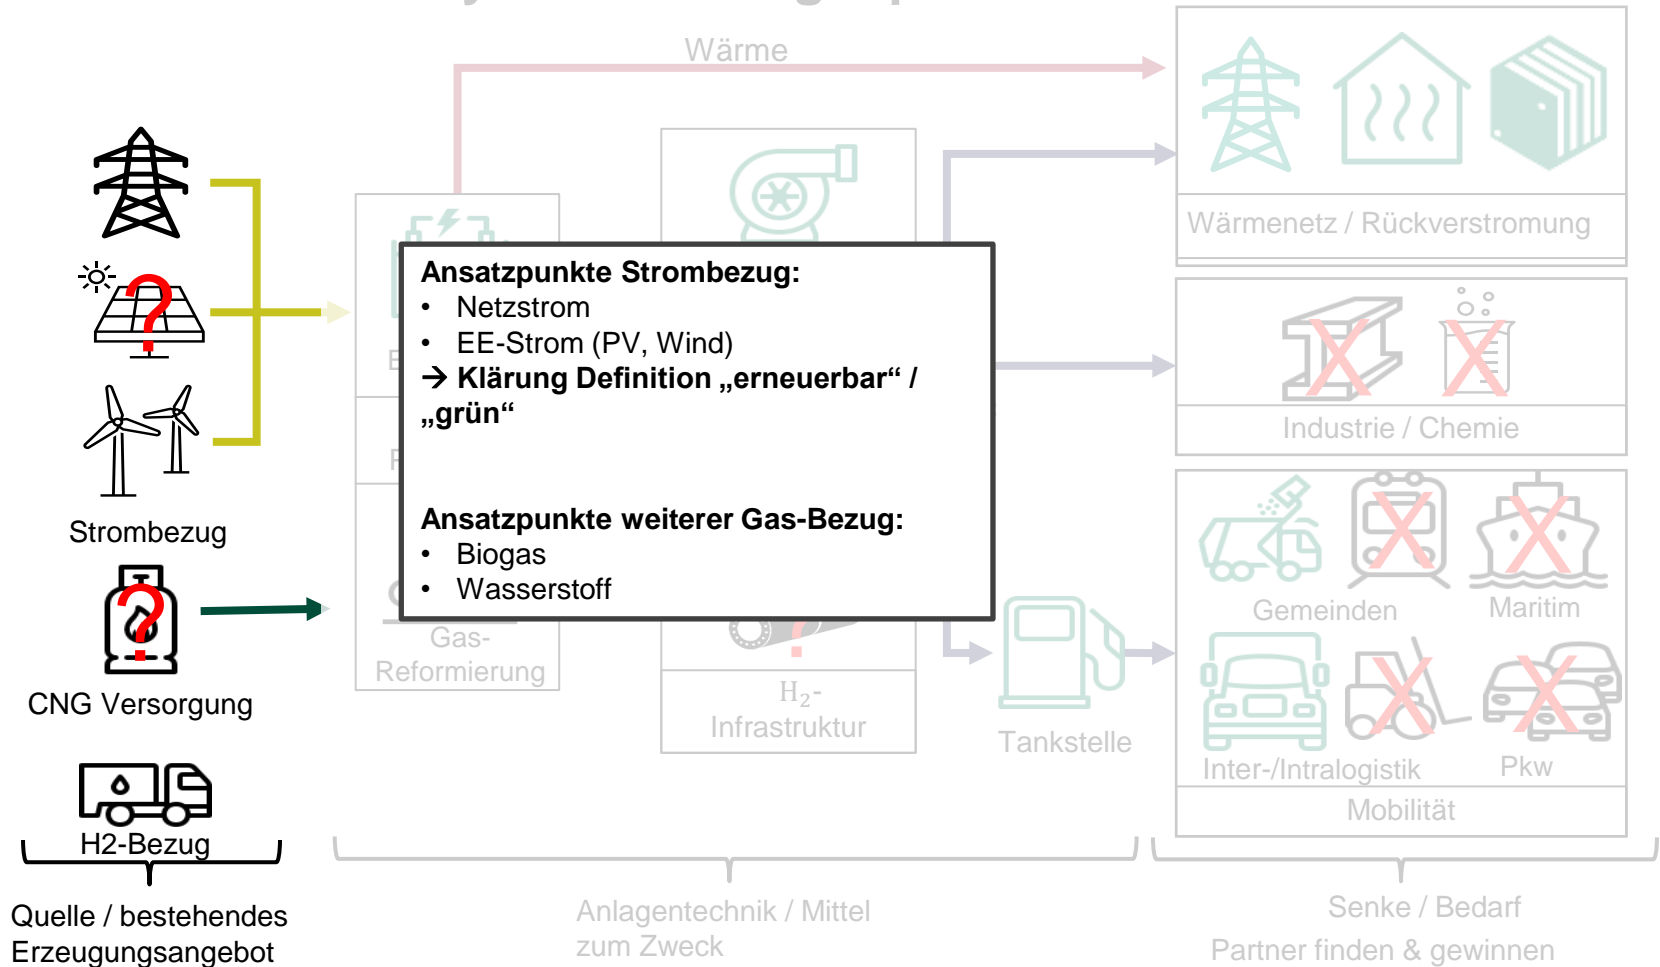 Wärme
Strombezug
CNG Versorgung
H2-Bezug
Quelle / bestehendes
Erzeugungsangebot
?
?
Ansatzpunkte Strombezug:
• Netzstrom
• EE-Strom (PV, Wind)
→ Klärung Definition „erneuerbar“ /
„grün“
Ansatzpunkte weiterer Gas-Bezug:
• Biogas
• Wasserstoff
Gas-
Reformierung
H₂-
Infrastruktur
Tankstelle
Anlagentechnik / Mittel
zum Zweck
Wärmenetz / Rückverstromung
X X
Industrie / Chemie
X X
Gemeinden
Maritim
X X
Inter-/Intralogistik
Pkw
Mobilität
Senke / Bedarf
Partner finden & gewinnen